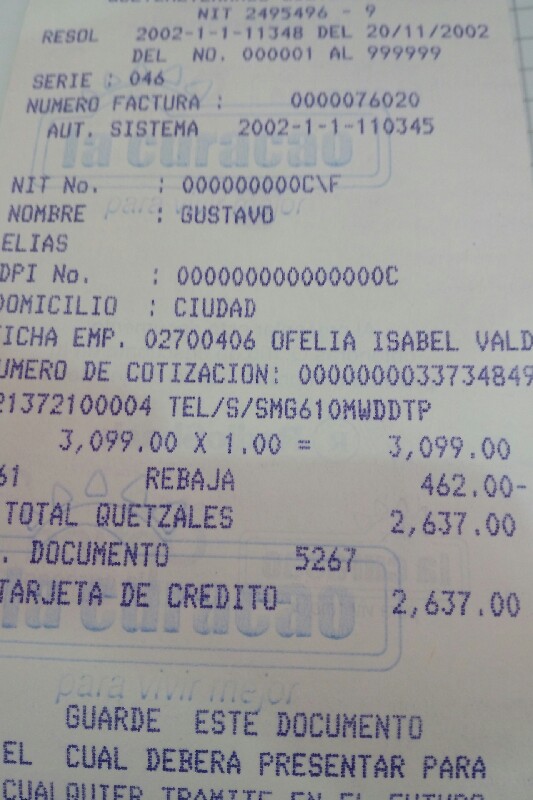 NIT 2495496 - 9
RESOL 2002-1-1-11348 DEL 20/11/2002
DEL NO. 000001 AL 999999
SERIE : 046
NUMERO FACTURA : 0000076020
AUT. SISTEMA 2002-1-1-110345
la curacao
NIT No. : 000000000C\F
para vivir mejor
NOMBRE : GUSTAVO
ELIAS
DPI No. : 00000000000000C
DOMICILIO : CIUDAD
FICHA EMP. 02700406 OFELIA ISABEL VALD
UMERO DE COTIZACION: 0000000033734849
21372100004 TEL/S/SMG610MWDDTP
3,099.00 X 1.00 = 3,099.00
61 REBAJA 462.00-
TOTAL QUETZALES 2,637.00
. DOCUMENTO 5267
TARJETA DE CREDITO 2,637.00
la curacao
para vivir mejor
GUARDE ESTE DOCUMENTO
EL CUAL DEBERA PRESENTAR PARA
CUALQUIER TRAMITE EN EL FUTURO